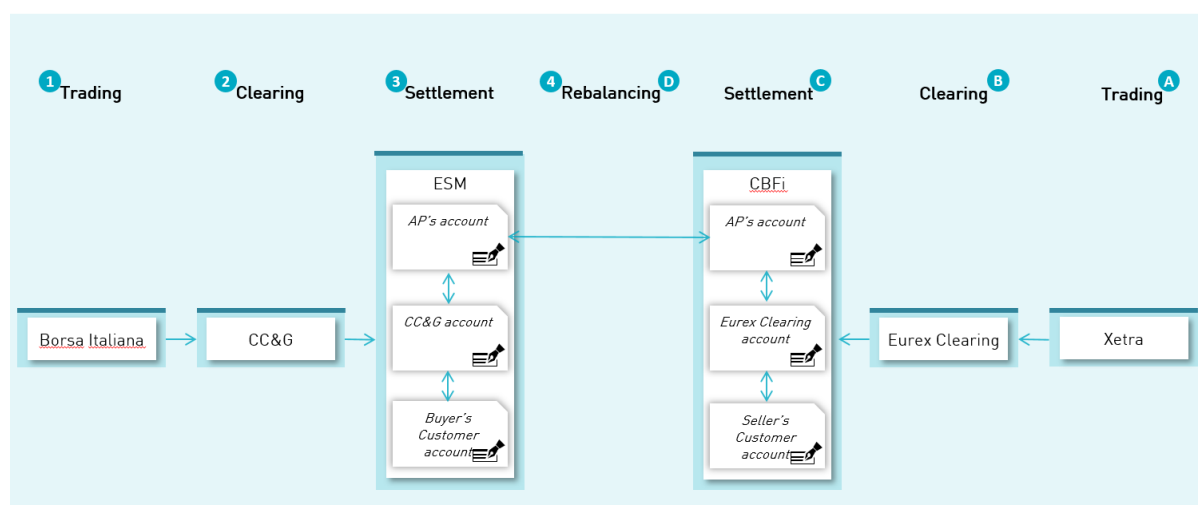 1 Trading
2 Clearing
3 Settlement
4 Rebalancing D
Settlement C
Clearing B
Trading A
ESM
AP's account
CC&G account
Buyer's
Customer
account
CBFi
AP's account
Eurex Clearing
account
Seller's
Customer
account
Borsa Italiana
CC&G
Eurex Clearing
Xetra